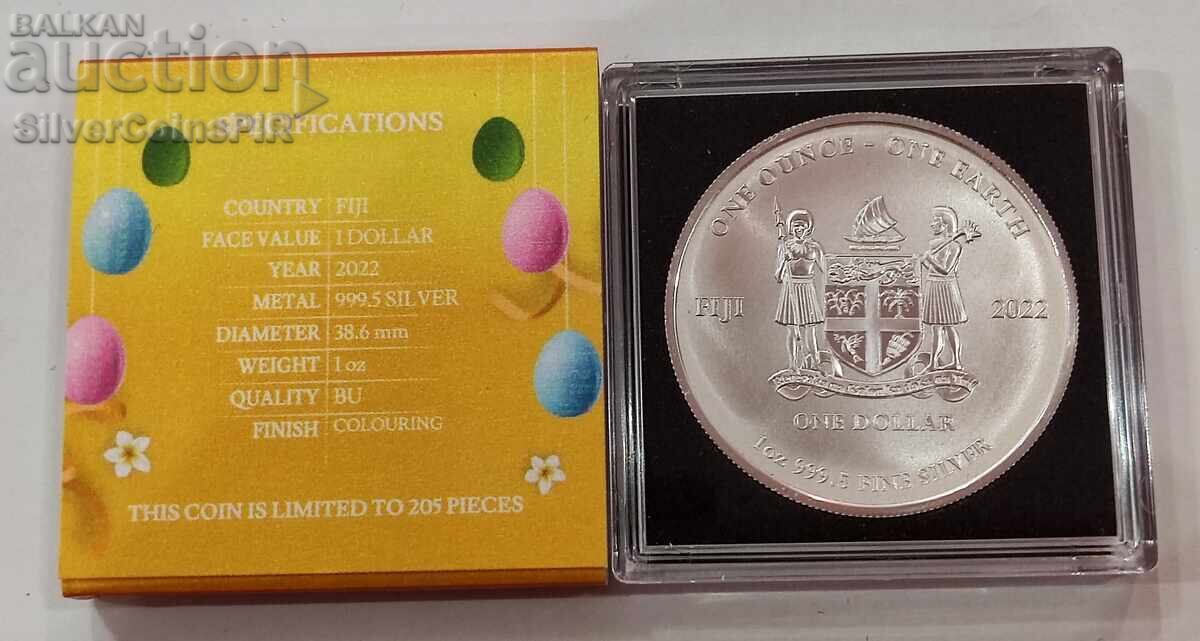 BALKAN
auction
SilverCoinsPIR
SPECIFICATIONS
COUNTRY FIJI
FACE VALUE 1 DOLLAR
YEAR 2022
METAL 999.5 SILVER
DIAMETER 38.6 mm
WEIGHT 1 oz
QUALITY BU
FINISH COLOURING
THIS COIN IS LIMITED TO 205 PIECES
ONE OUNCE - ONE EARTH
FIJI 2022
ONE DOLLAR
1oz 999.5 FINE SILVER